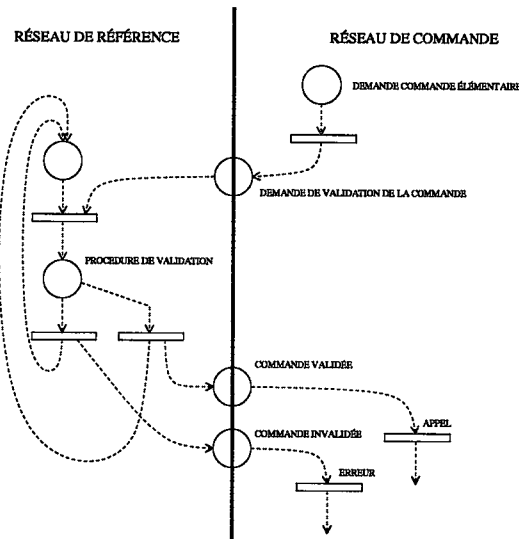 RÉSEAU DE RÉFÉRENCE
RÉSEAU DE COMMANDE
DEMANDE COMMANDE ÉLÉMENTAIRE
DEMANDE DE VALIDATION DE LA COMMANDE
PROCEDURE DE VALIDATION
COMMANDE VALIDÉE
APPEL
COMMANDE INVALIDÉE
ERREUR